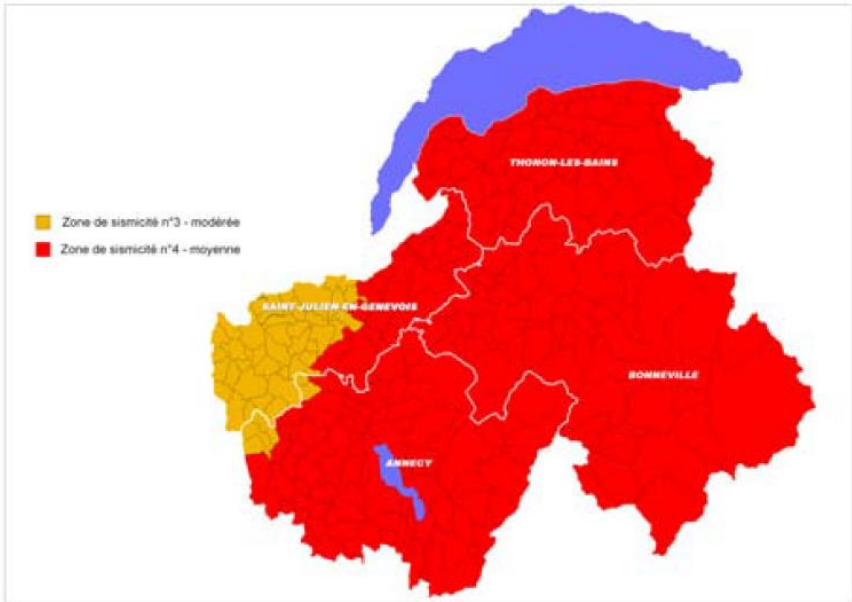 THONON-LES-BAINS
Zone de sismicité n°3 - modérée
Zone de sismicité n°4 - moyenne
SAINT-JULIEN-EN-GENEVOIS
BONNEVILLE
ANNECY